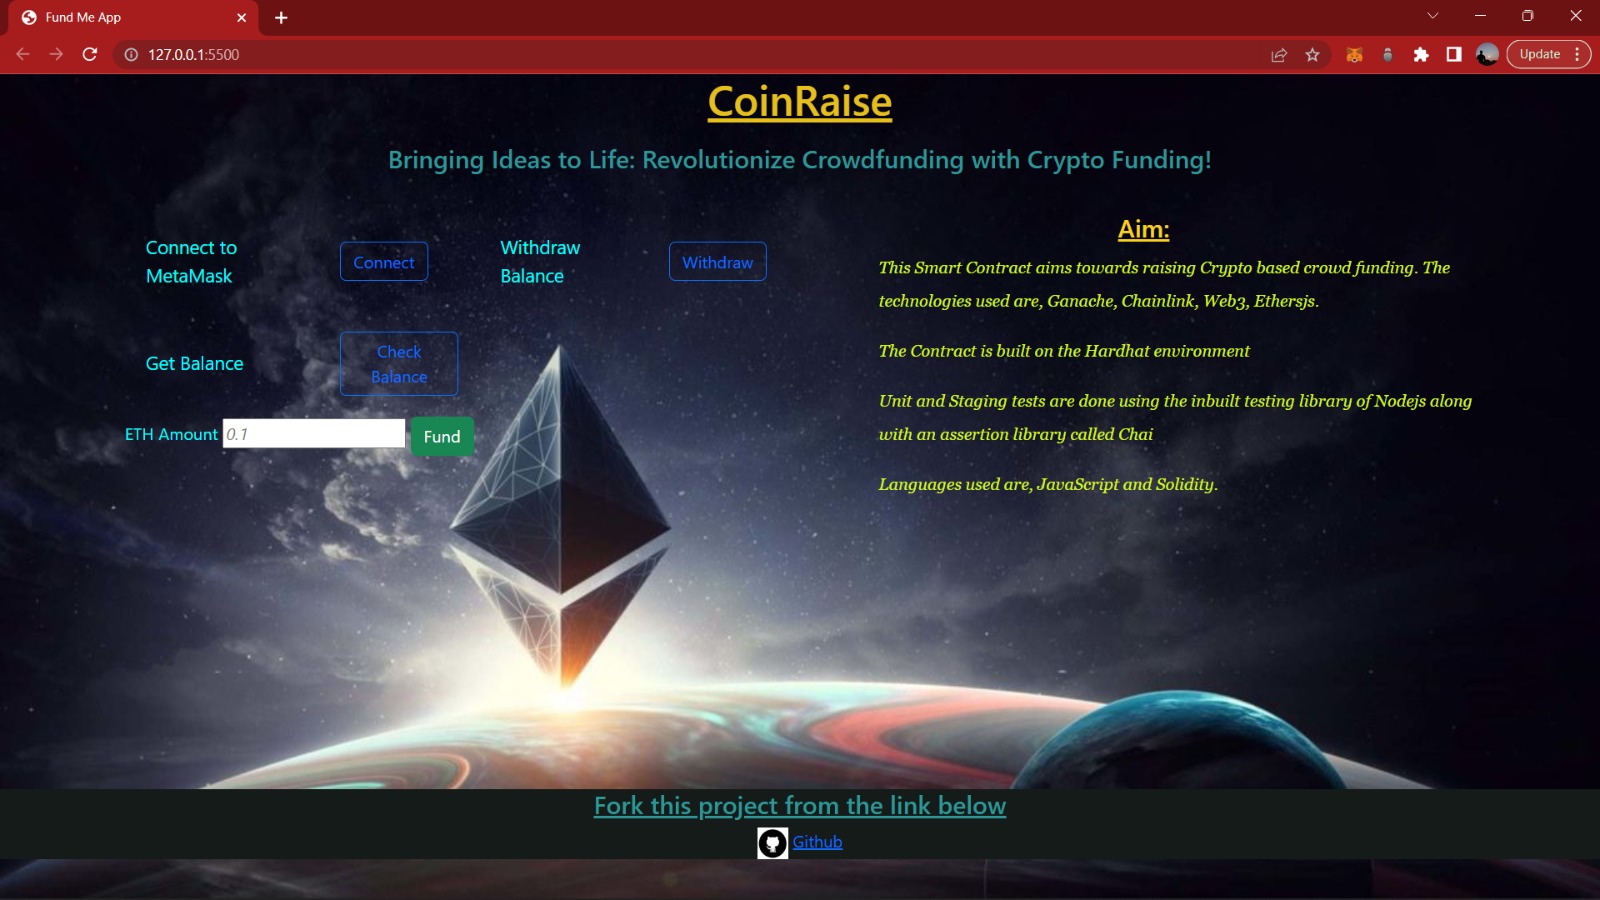 Fund Me App
127.0.0.1:5500
Update
CoinRaise
Bringing Ideas to Life: Revolutionize Crowdfunding with Crypto Funding!
Connect to
MetaMask
Connect
Withdraw
Balance
Withdraw
Get Balance
Check
Balance
ETH Amount 0.1 Fund
Aim:
This Smart Contract aims towards raising Crypto based crowd funding. The
technologies used are, Ganache, Chainlink, Web3, Ethersjs.
The Contract is built on the Hardhat environment
Unit and Staging tests are done using the inbuilt testing library of Nodejs along
with an assertion library called Chai
Languages used are, JavaScript and Solidity.
Fork this project from the link below
Github